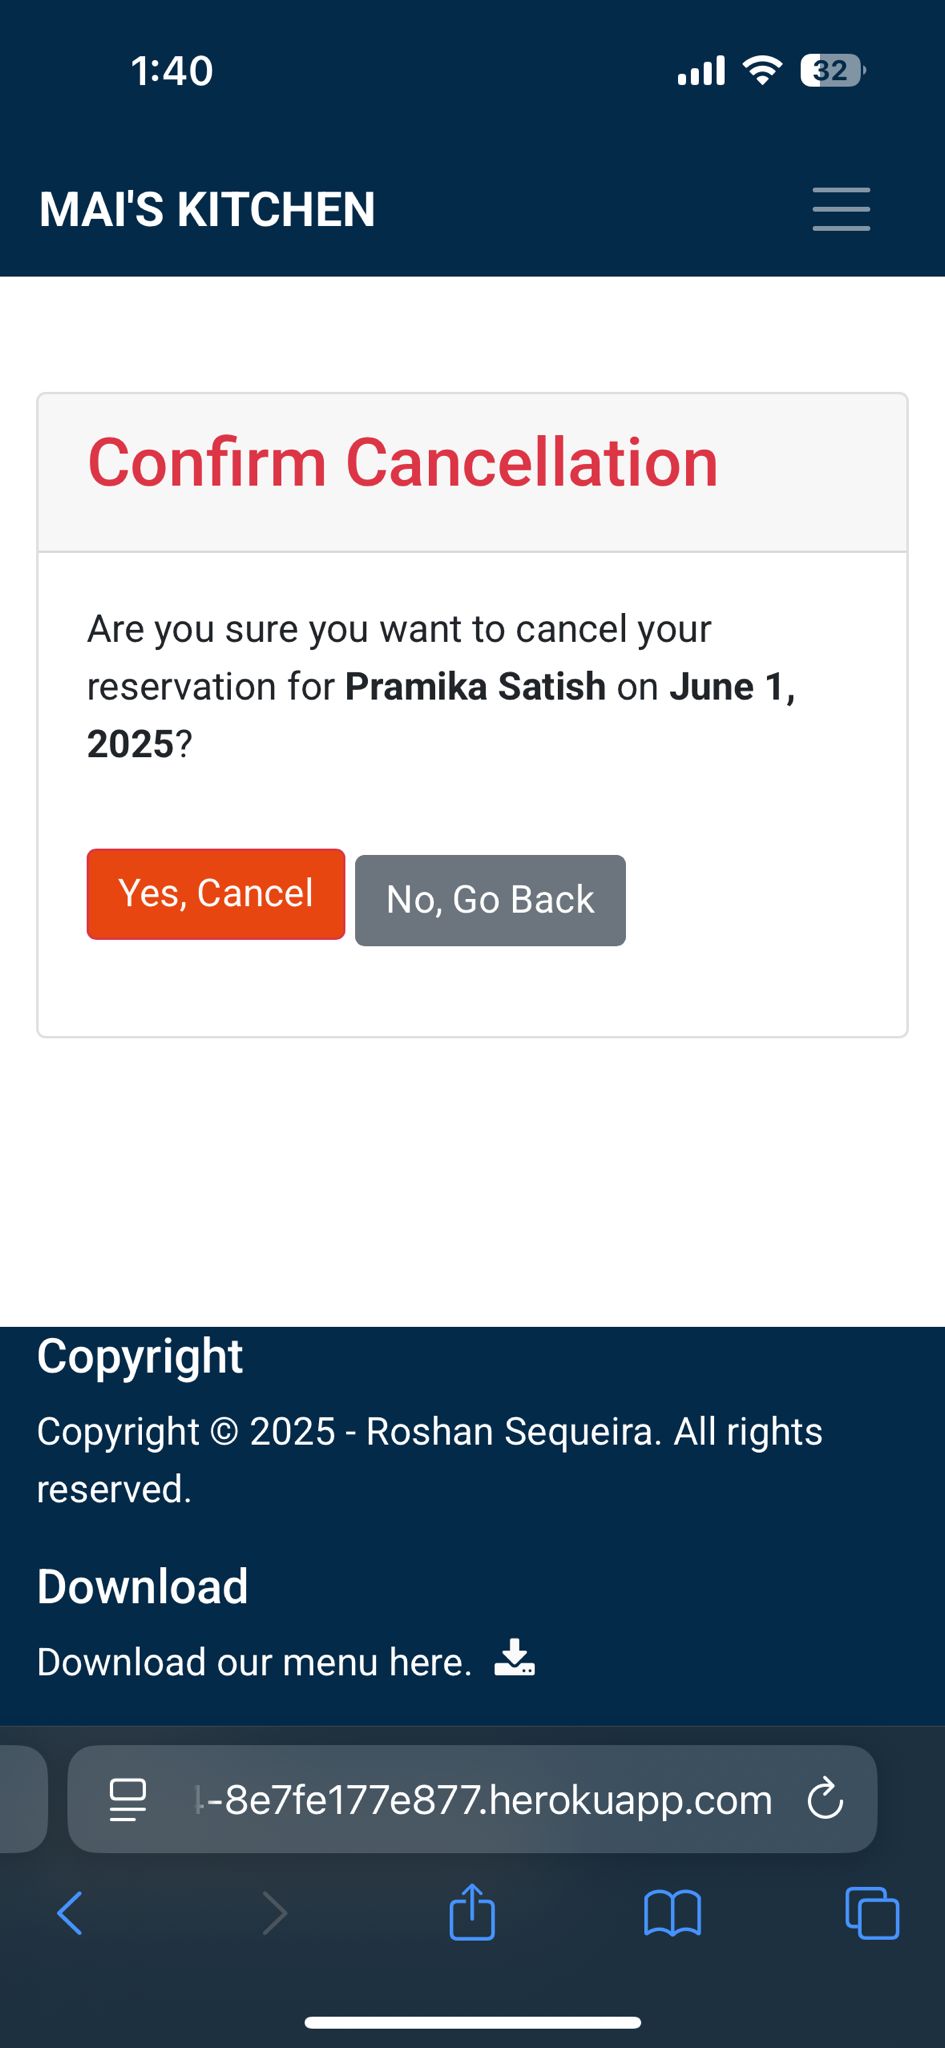 1:40
32
MAI'S KITCHEN
Confirm Cancellation
Are you sure you want to cancel your
reservation for Pramika Satish on June 1,
2025?
Yes, Cancel
No, Go Back
Copyright
Copyright © 2025 - Roshan Sequeira. All rights
reserved.
Download
Download our menu here.
-8e7fe177e877.herokuapp.com